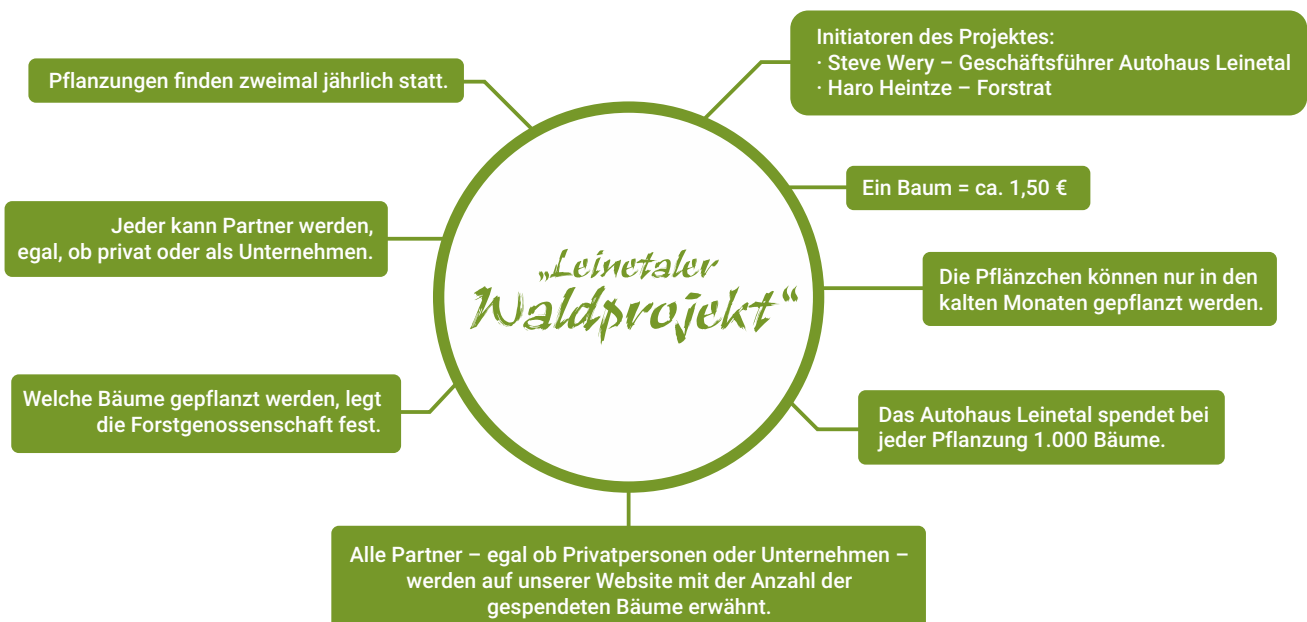 Pflanzungen finden zweimal jährlich statt.
Initiatoren des Projektes:
· Steve Wery – Geschäftsführer Autohaus Leinetal
· Haro Heintze – Forstrat
Ein Baum = ca. 1,50 €
Jeder kann Partner werden,
egal, ob privat oder als Unternehmen.
„Leinetaler
Waldprojekt“
Die Pflänzchen können nur in den
kalten Monaten gepflanzt werden.
Welche Bäume gepflanzt werden, legt
die Forstgenossenschaft fest.
Das Autohaus Leinetal spendet bei
jeder Pflanzung 1.000 Bäume.
Alle Partner – egal ob Privatpersonen oder Unternehmen –
werden auf unserer Website mit der Anzahl der
gespendeten Bäume erwähnt.